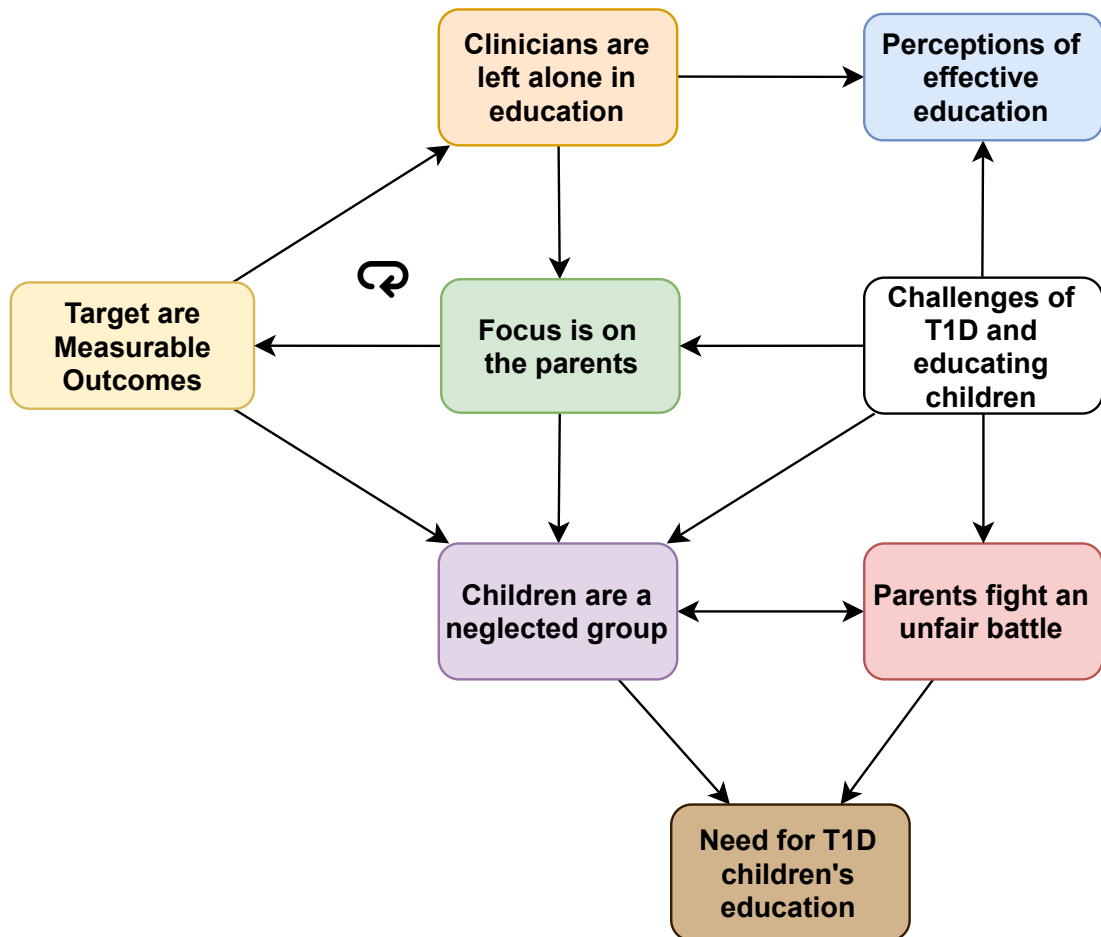 Clinicians are
left alone in
education
Perceptions of
effective
education
Target are
Measurable
Outcomes
Focus is on
the parents
Challenges of
T1D and
educating
children
Children are a
neglected group
Parents fight an
unfair battle
Need for T1D
children's
education